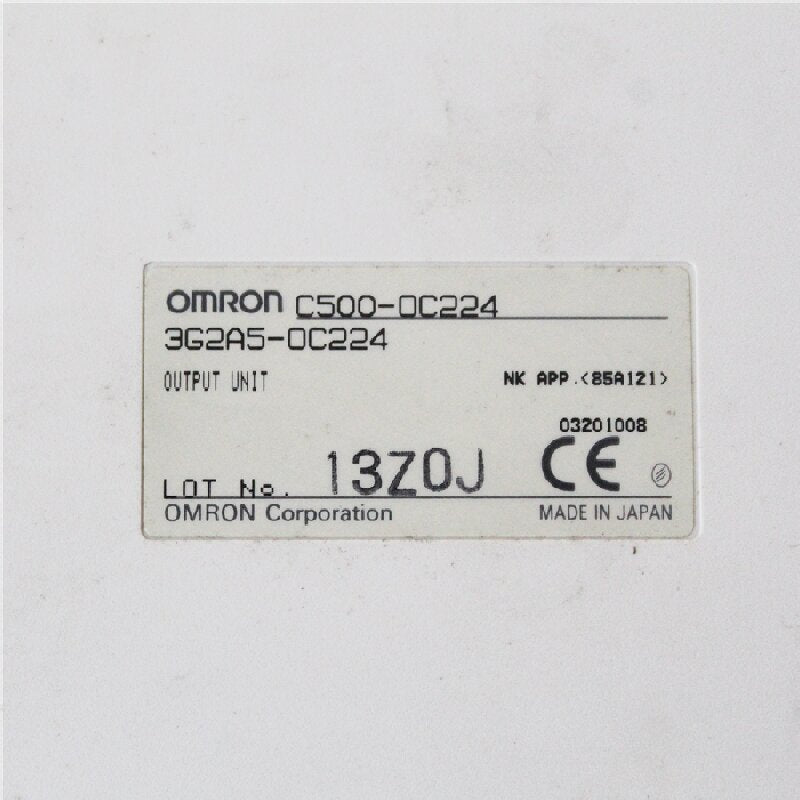 OMRON C500-OC224
3G2A5-OC224
OUTPUT UNIT NK APP.<85A121>
03201008
LOT No. 13Z0J CE
OMRON Corporation MADE IN JAPAN